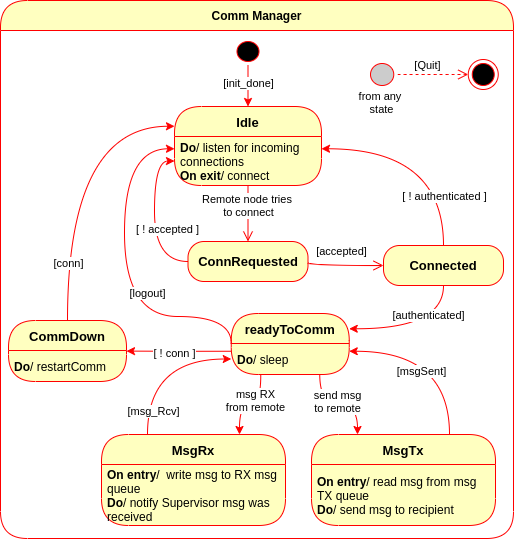 Comm Manager
[Quit]
[init_done]
from any
state
Idle
Do/ listen for incoming
connections
On exit/ connect
Remote node tries
to connect
[ ! authenticated ]
[ ! accepted ]
[accepted]
ConnRequested
Connected
[conn]
[logout]
[authenticated]
CommDown
Do/ restartComm
readyToComm
Do/ sleep
[ ! conn ]
[msgSent]
msg RX
from remote
send msg
to remote
[msg_Rcv]
MsgRx
On entry/ write msg to RX msg
queue
Do/ notify Supervisor msg was
received
MsgTx
On entry/ read msg from msg
TX queue
Do/ send msg to recipient